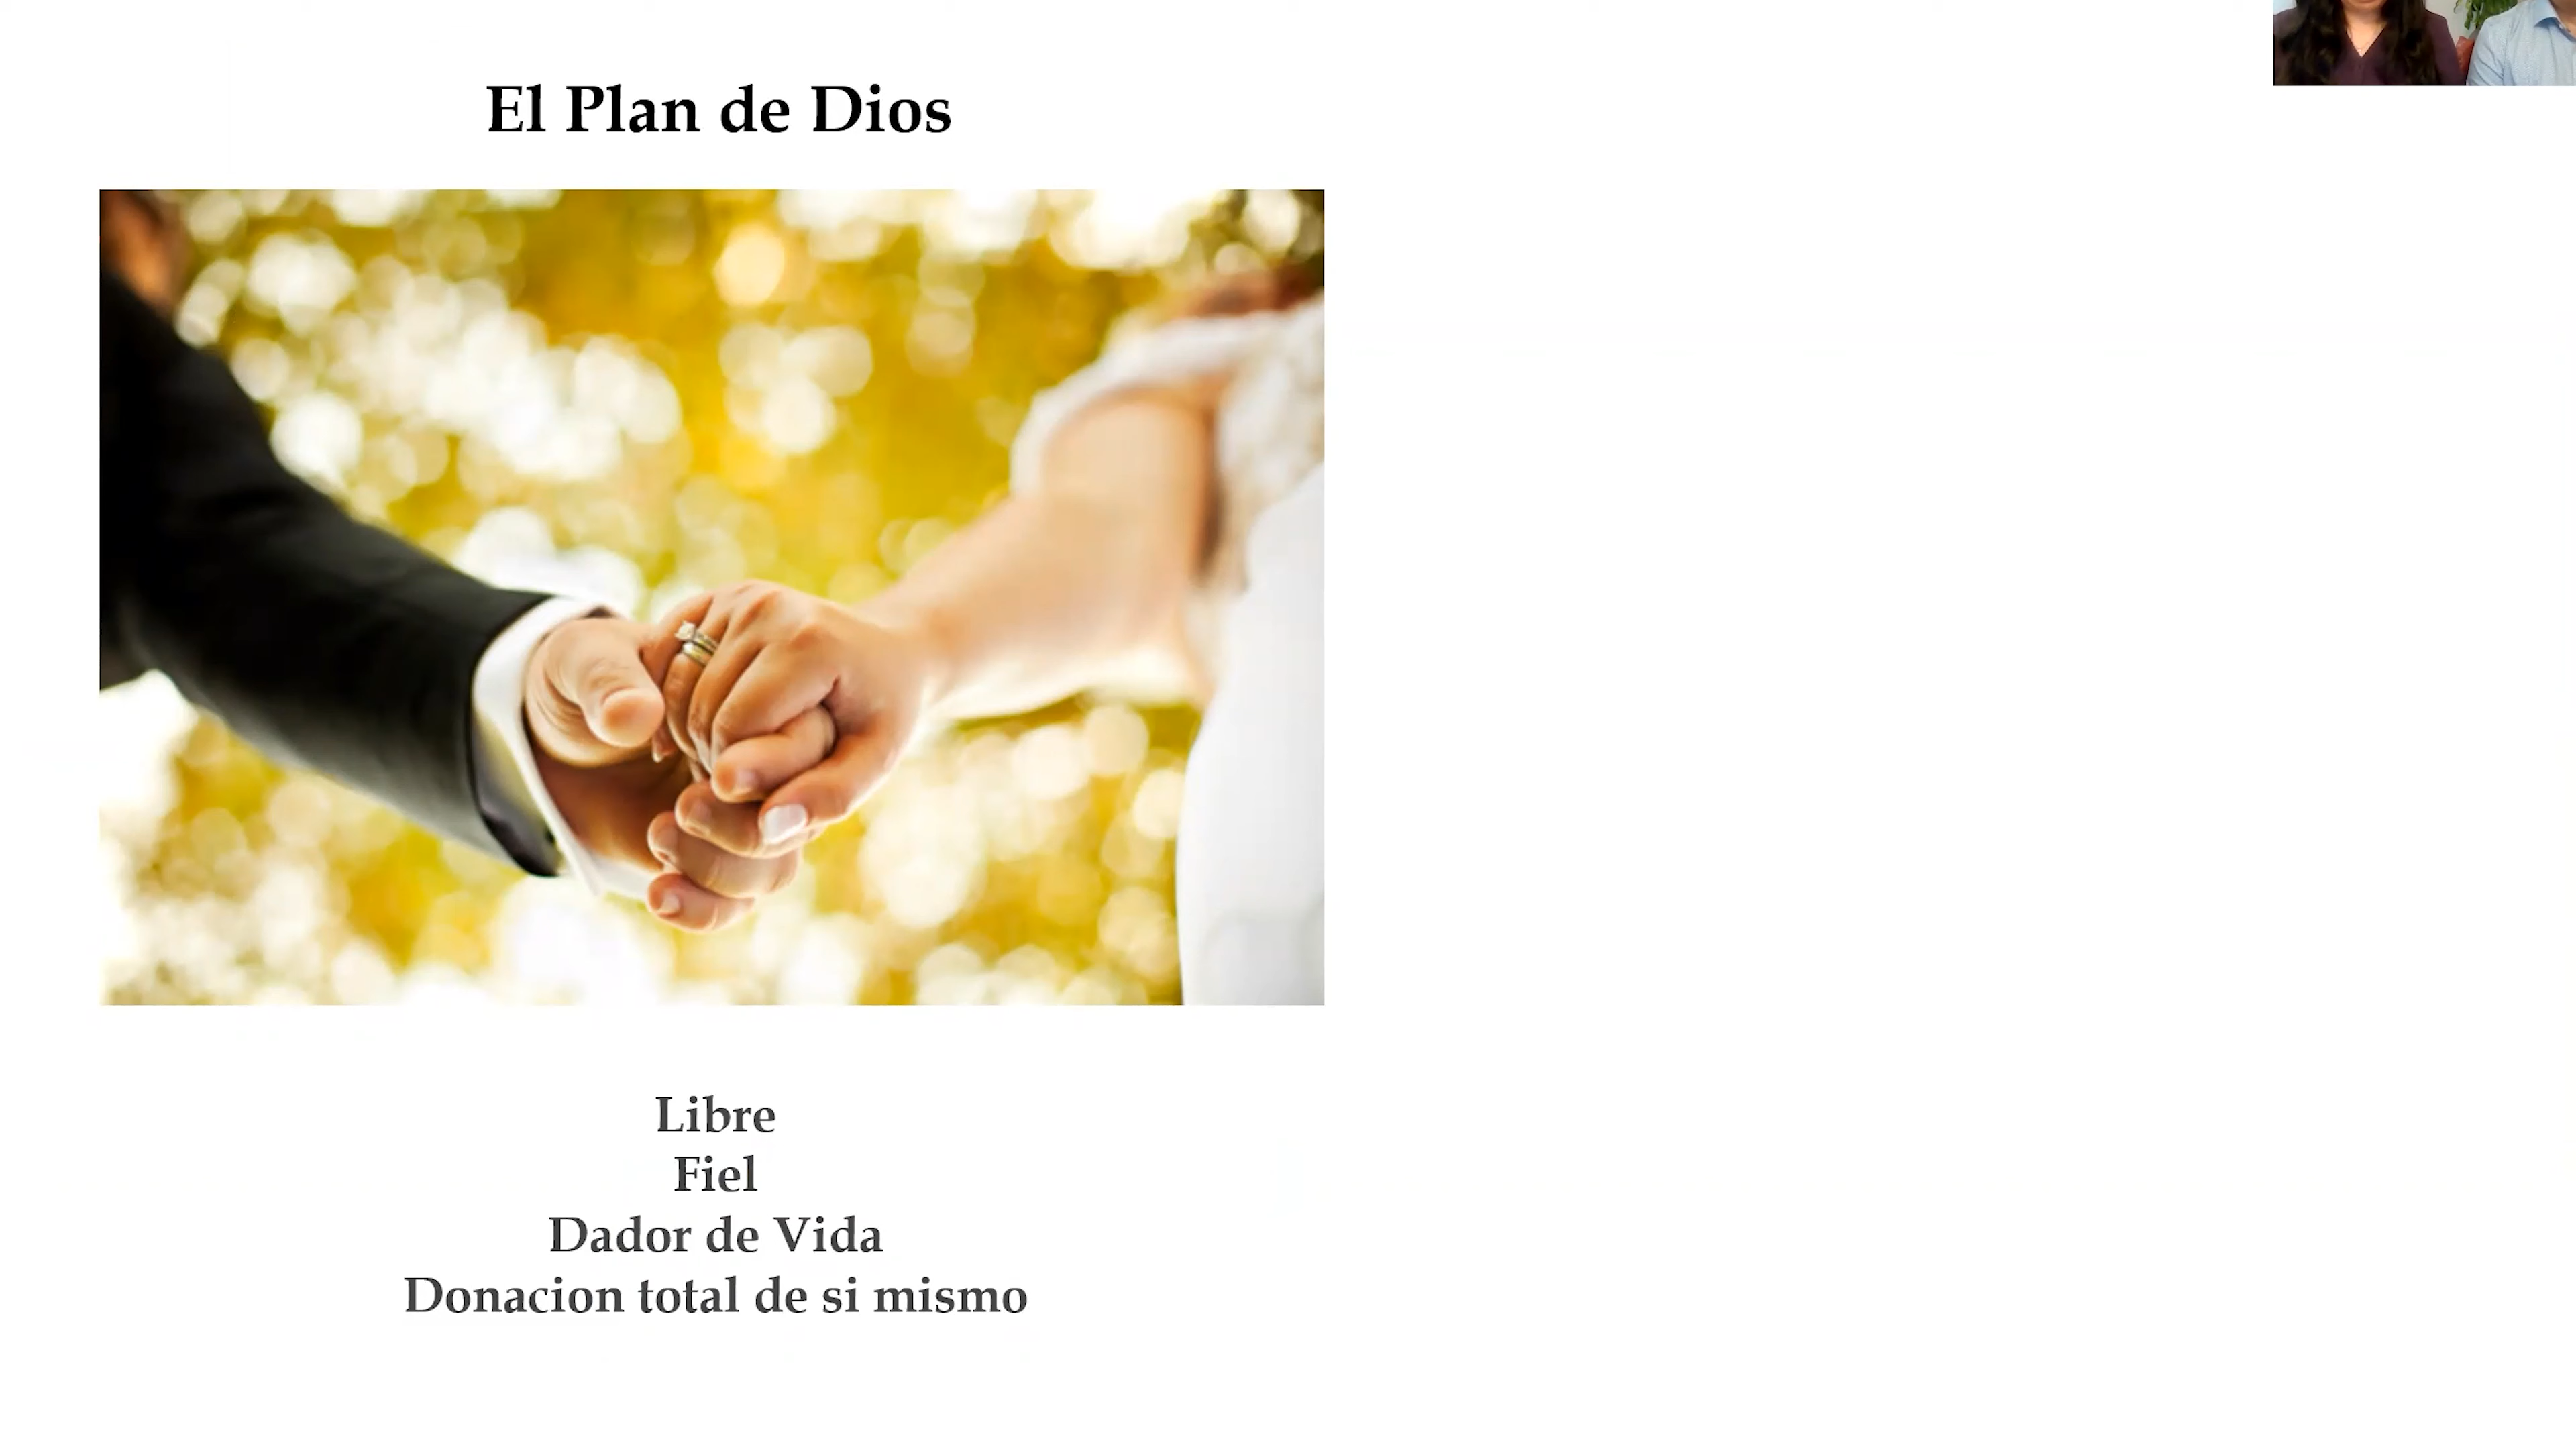 El Plan de Dios
Libre
Fiel
Dador de Vida
Donacion total de si mismo